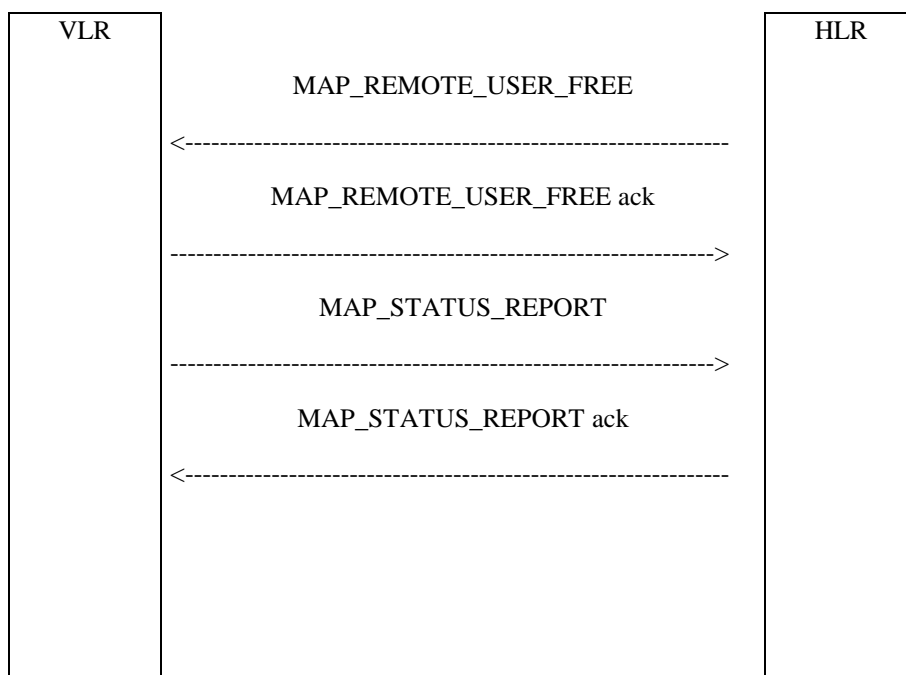 VLR
HLR
MAP_REMOTE_USER_FREE
<---------------------------------------------------------------
MAP_REMOTE_USER_FREE ack
--------------------------------------------------------------->
MAP_STATUS_REPORT
--------------------------------------------------------------->
MAP_STATUS_REPORT ack
<---------------------------------------------------------------